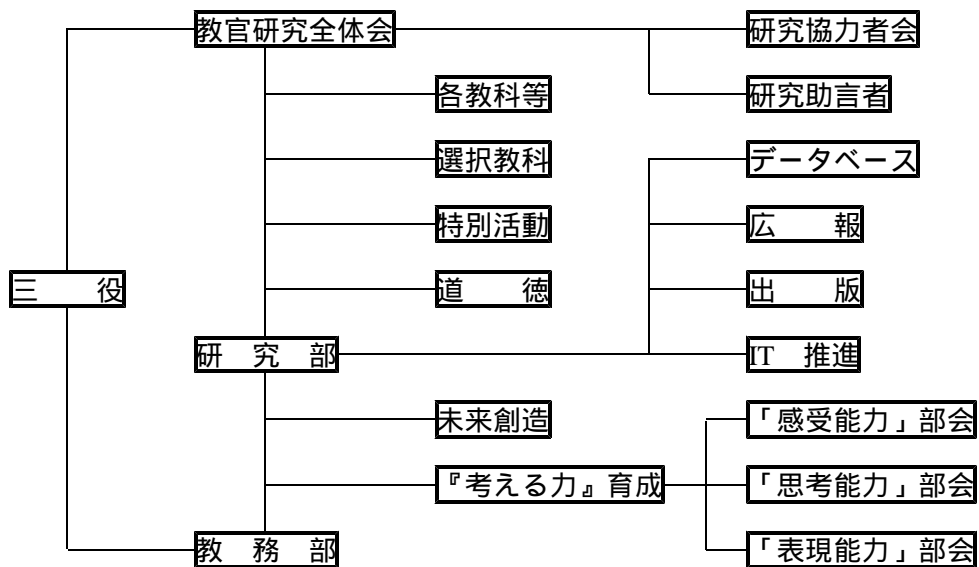 教官研究全体会
研究協力者会
各教科等
研究助言者
選択教科
データベース
特別活動
広　　報
三　　役
道　　徳
出　　版
研　究　部
IT　推進
未来創造
「感受能力」部会
『考える力』育成
「思考能力」部会
教　務　部
「表現能力」部会